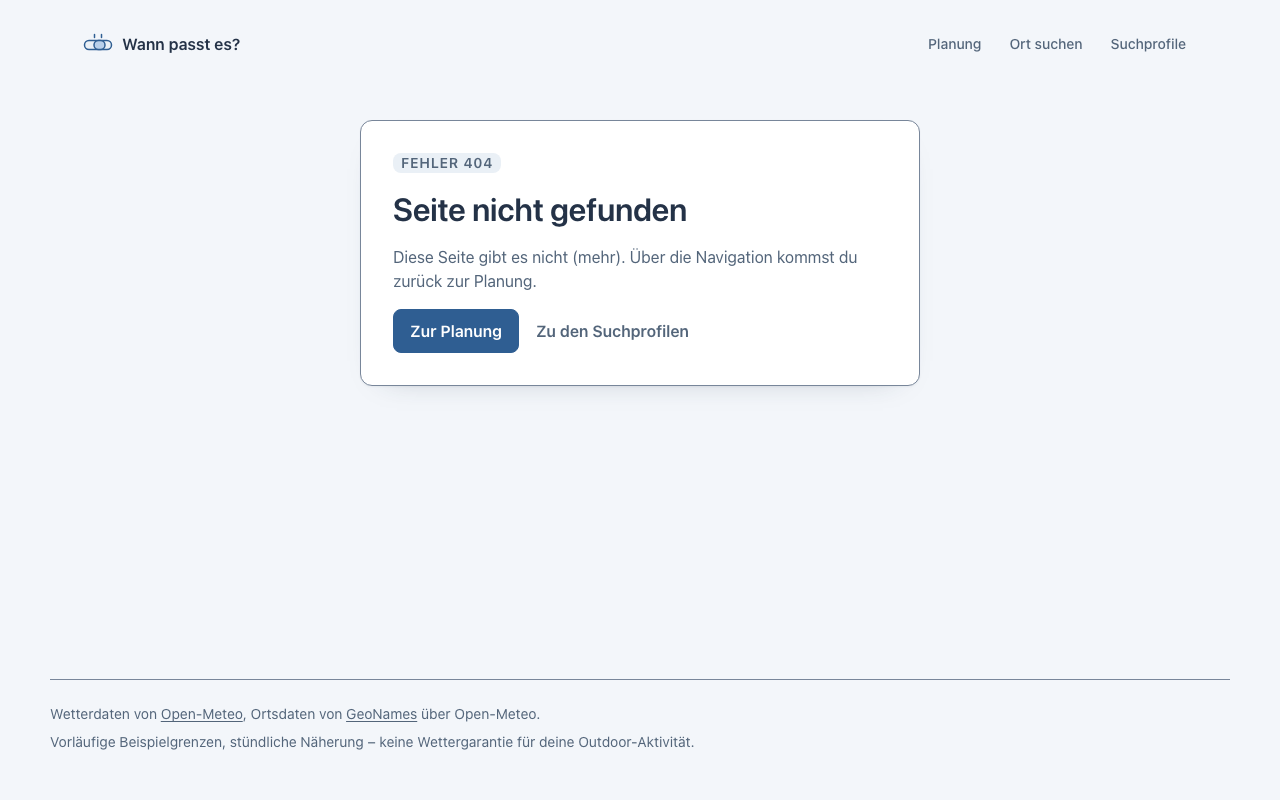 Wann passt es?
Planung
Ort suchen
Suchprofile
FEHLER 404
Seite nicht gefunden
Diese Seite gibt es nicht (mehr). Über die Navigation kommst du
zurück zur Planung.
Zur Planung
Zu den Suchprofilen
Wetterdaten von Open-Meteo, Ortsdaten von GeoNames über Open-Meteo.
Vorläufige Beispielgrenzen, stündliche Näherung – keine Wettergarantie für deine Outdoor-Aktivität.